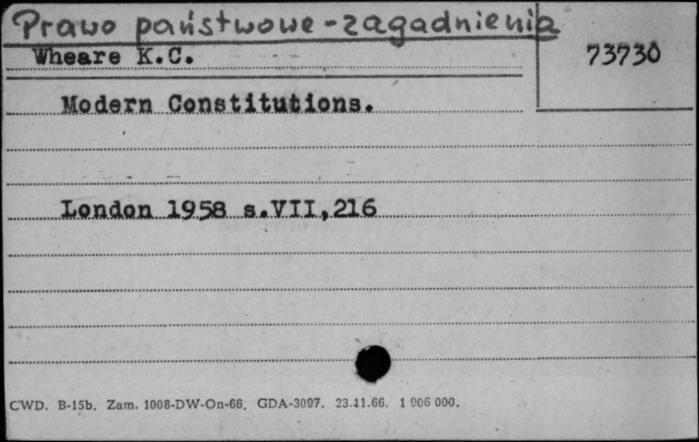 Prawo państwowe-zagadnienia
Wheare K.C.
73730
Modern Constitutions.
London 1958 s.VII,216
CWD. B-15b. Zam. 1008-DW-On-66. GDA-3097. 23.11.66. 1 906 000.